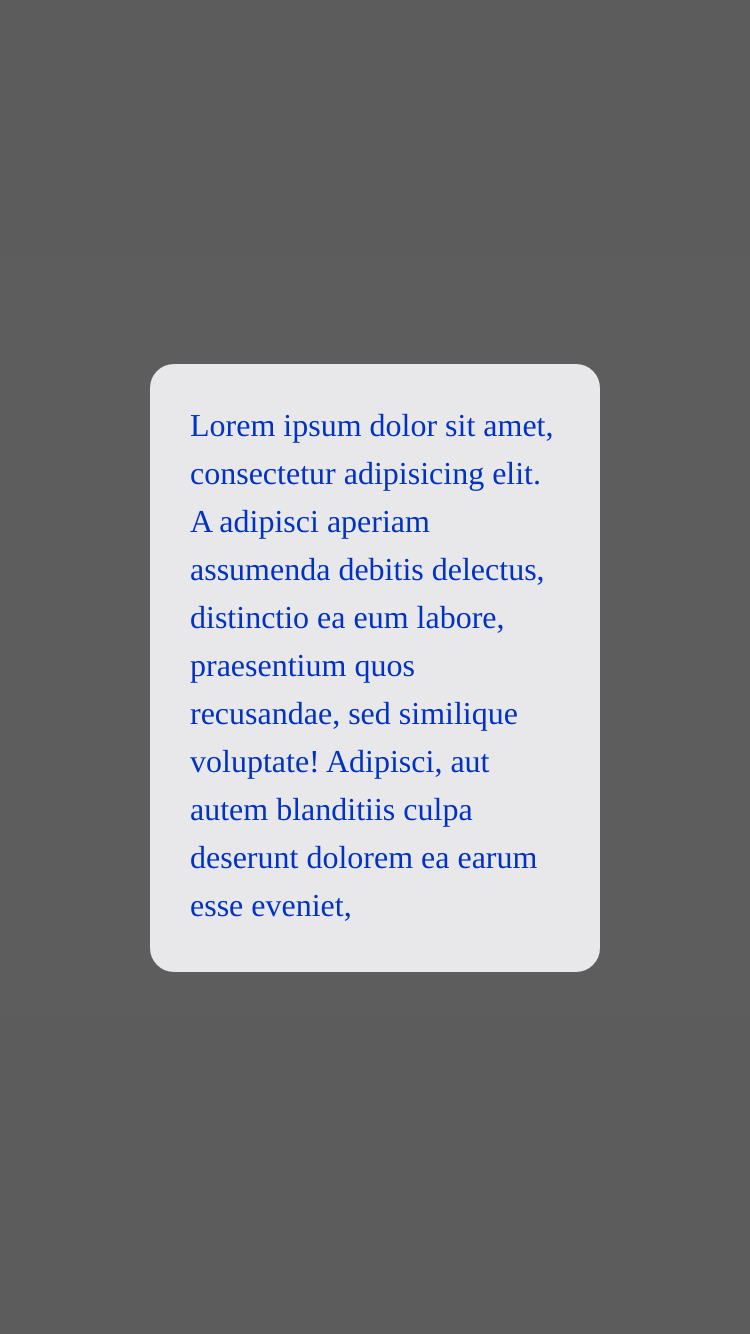 Lorem ipsum dolor sit amet,
consectetur adipisicing elit.
A adipisci aperiam
assumenda debitis delectus,
distinctio ea eum labore,
praesentium quos
recusandae, sed similique
voluptate! Adipisci, aut
autem blanditiis culpa
deserunt dolorem ea earum
esse eveniet,